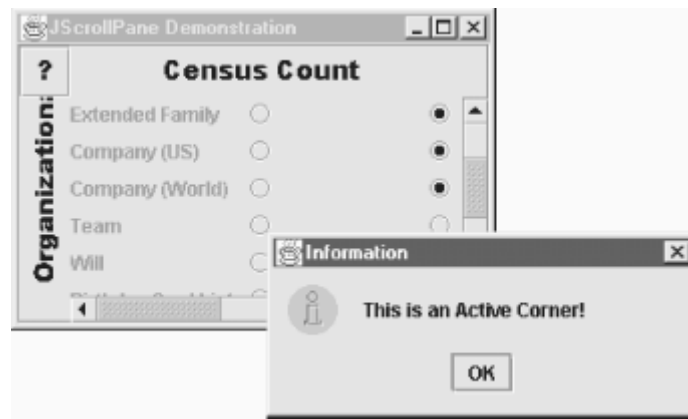 JScrollPane Demonstration
?
Census Count
Organization:
Extended Family
Company (US)
Company (World)
Team
Will
Information
This is an Active Corner!
OK